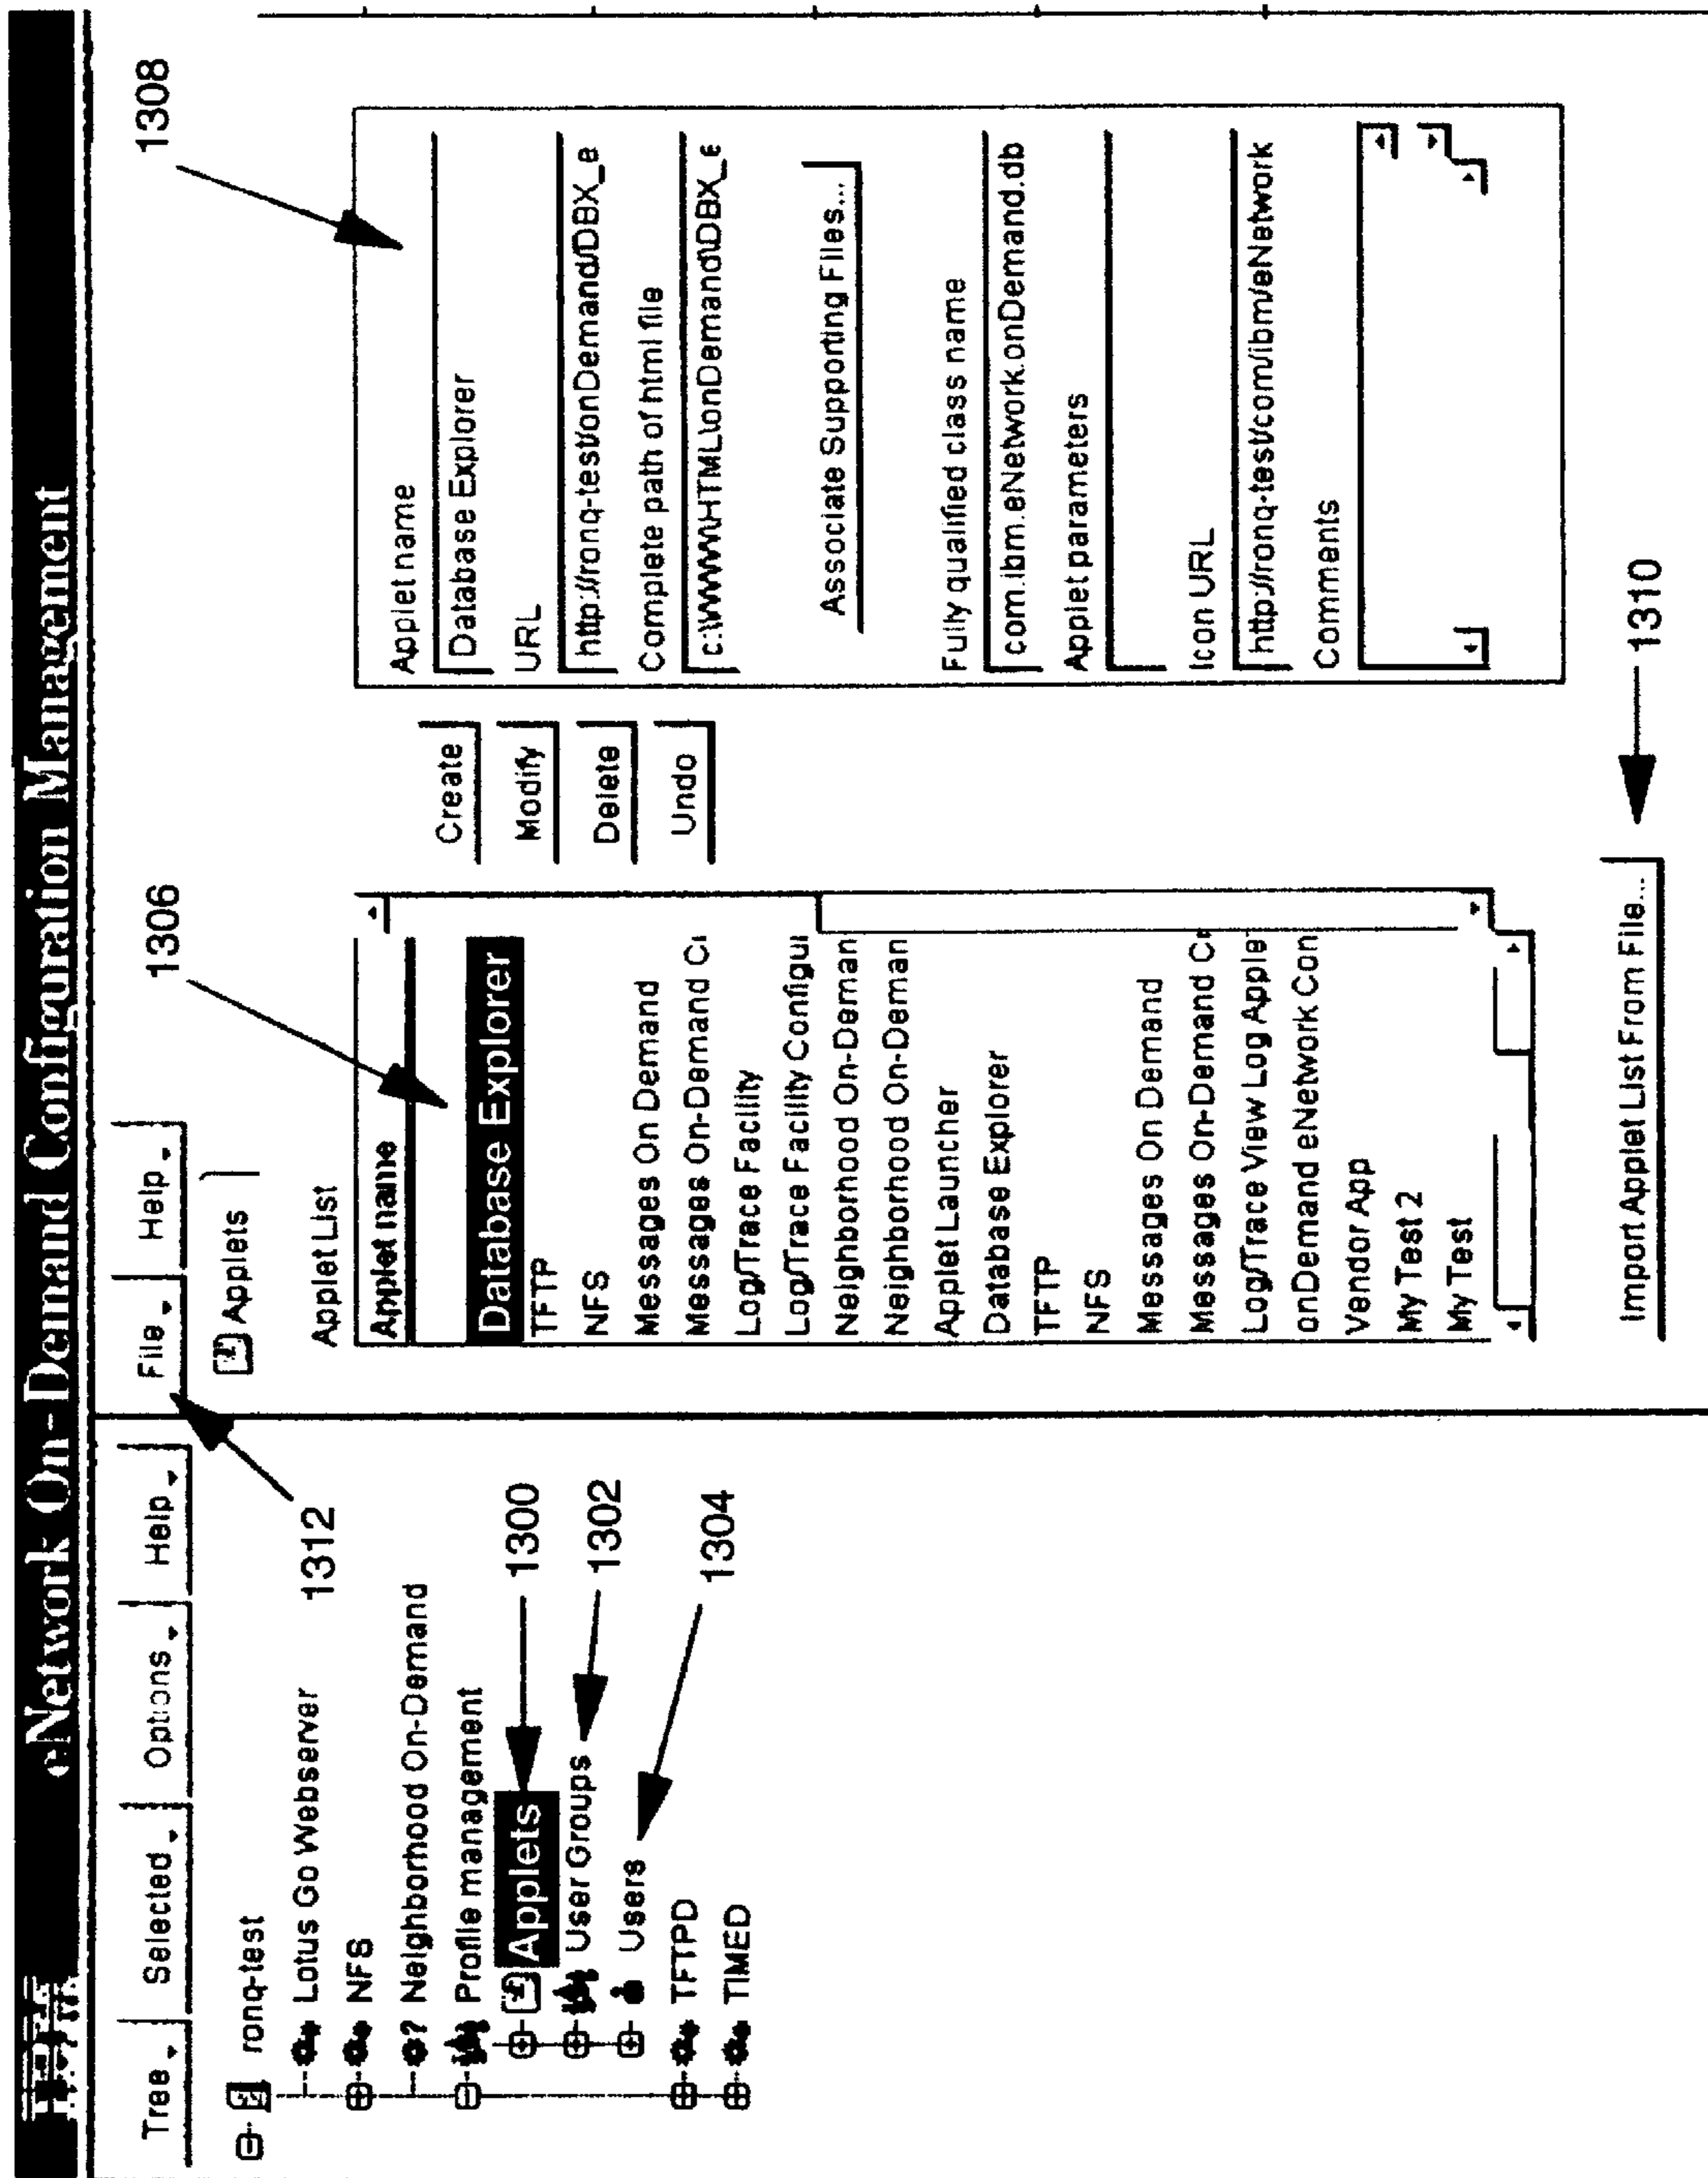 IBM eNetwork On-Demand Configuration Management
Tree Selected Options Help
File Help
ronq-test
Lotus Go Webserver
NFS
Neighborhood On-Demand
Profile management
Applets
User Groups
Users
TFTPD
TIMED
1312
1300
1302
1304
Applets
Applet List
Applet name
Database Explorer
TFTP
NFS
Messages On Demand
Messages On-Demand
Log/Trace Facility
Log/Trace Facility Configu
Neighborhood On-Deman
Neighborhood On-Deman
Applet Launcher
Database Explorer
TFTP
NFS
Messages On Demand
Messages On-Demand
Log/Trace View Log Apple
onDemand eNetwork Con
Vendor App
My Test 2
My Test
Import Applet List From File...
1306
1310
Create
Modify
Delete
Undo
1308
Applet name
Database Explorer
URL
http://ronq-test/onDemand/DBX_e
Complete path of html file
c:\WWW\HTML\onDemand\DBX_e
Associate Supporting Files...
Fully qualified class name
com.ibm.eNetwork.onDemand.db
Applet parameters
Icon URL
http://ronq-test/com/ibm/eNetwork
Comments